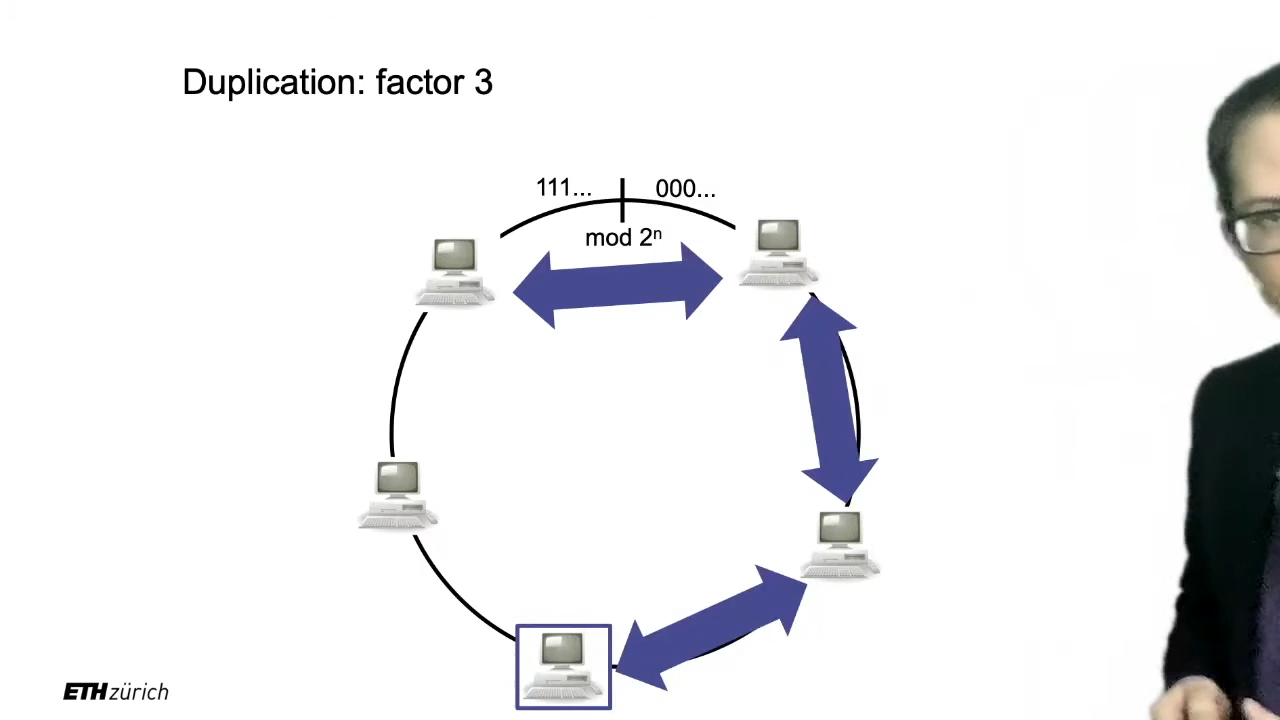 Duplication: factor 3
111... 000...
mod 2ⁿ
ETH zürich